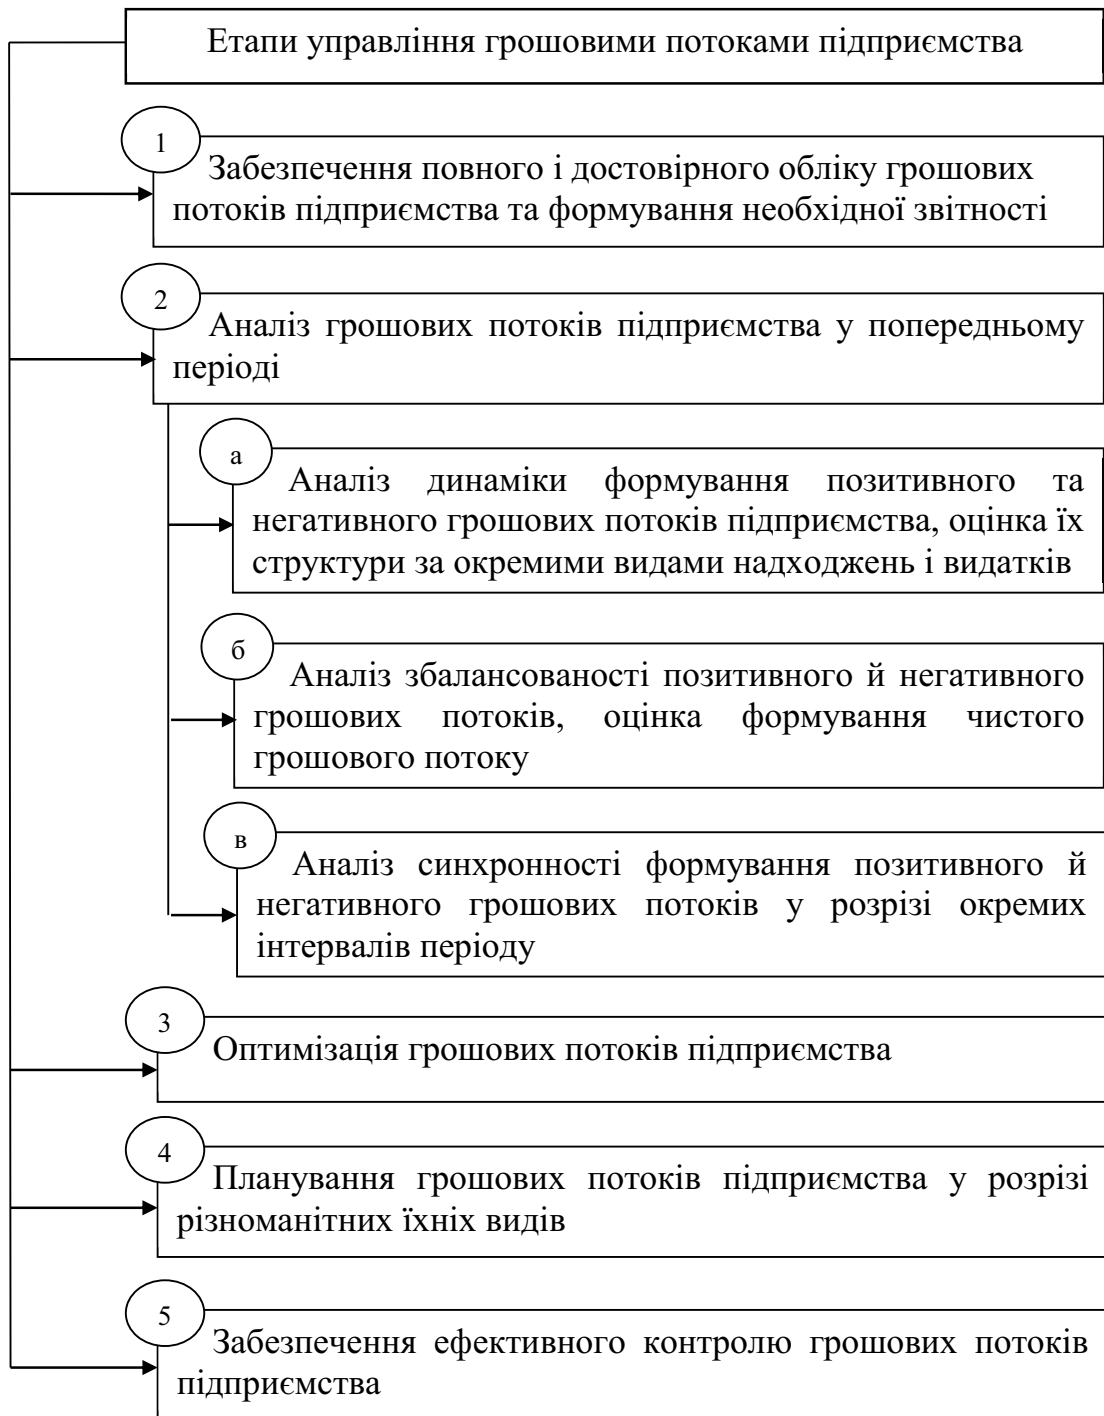 Етапи управління грошовими потоками підприємства
1
Забезпечення повного і достовірного обліку грошових
потоків підприємства та формування необхідної звітності
2
Аналіз грошових потоків підприємства у попередньому
періоді
а
Аналіз динаміки формування позитивного та
негативного грошових потоків підприємства, оцінка їх
структури за окремими видами надходжень і видатків
б
Аналіз збалансованості позитивного й негативного
грошових потоків, оцінка формування чистого
грошового потоку
в
Аналіз синхронності формування позитивного й
негативного грошових потоків у розрізі окремих
інтервалів періоду
3
Оптимізація грошових потоків підприємства
4
Планування грошових потоків підприємства у розрізі
різноманітних їхніх видів
5
Забезпечення ефективного контролю грошових потоків
підприємства